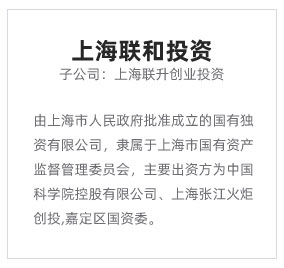 上海联和投资
子公司：上海联升创业投资
由上海市人民政府批准成立的国有独
资有限公司，隶属于上海市国有资产
监督管理委员会，主要出资方为中国
科学院控股有限公司、上海张江火炬
创投,嘉定区国资委。